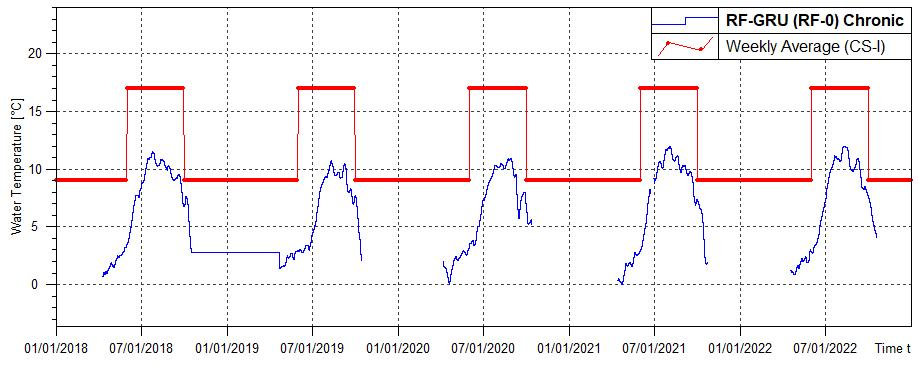 RF-GRU (RF-0) Chronic
Weekly Average (CS-I)
Water Temperature [°C]
20
15
10
5
0
01/01/2018 07/01/2018 01/01/2019 07/01/2019 01/01/2020 07/01/2020 01/01/2021 07/01/2021 01/01/2022 07/01/2022 Time t